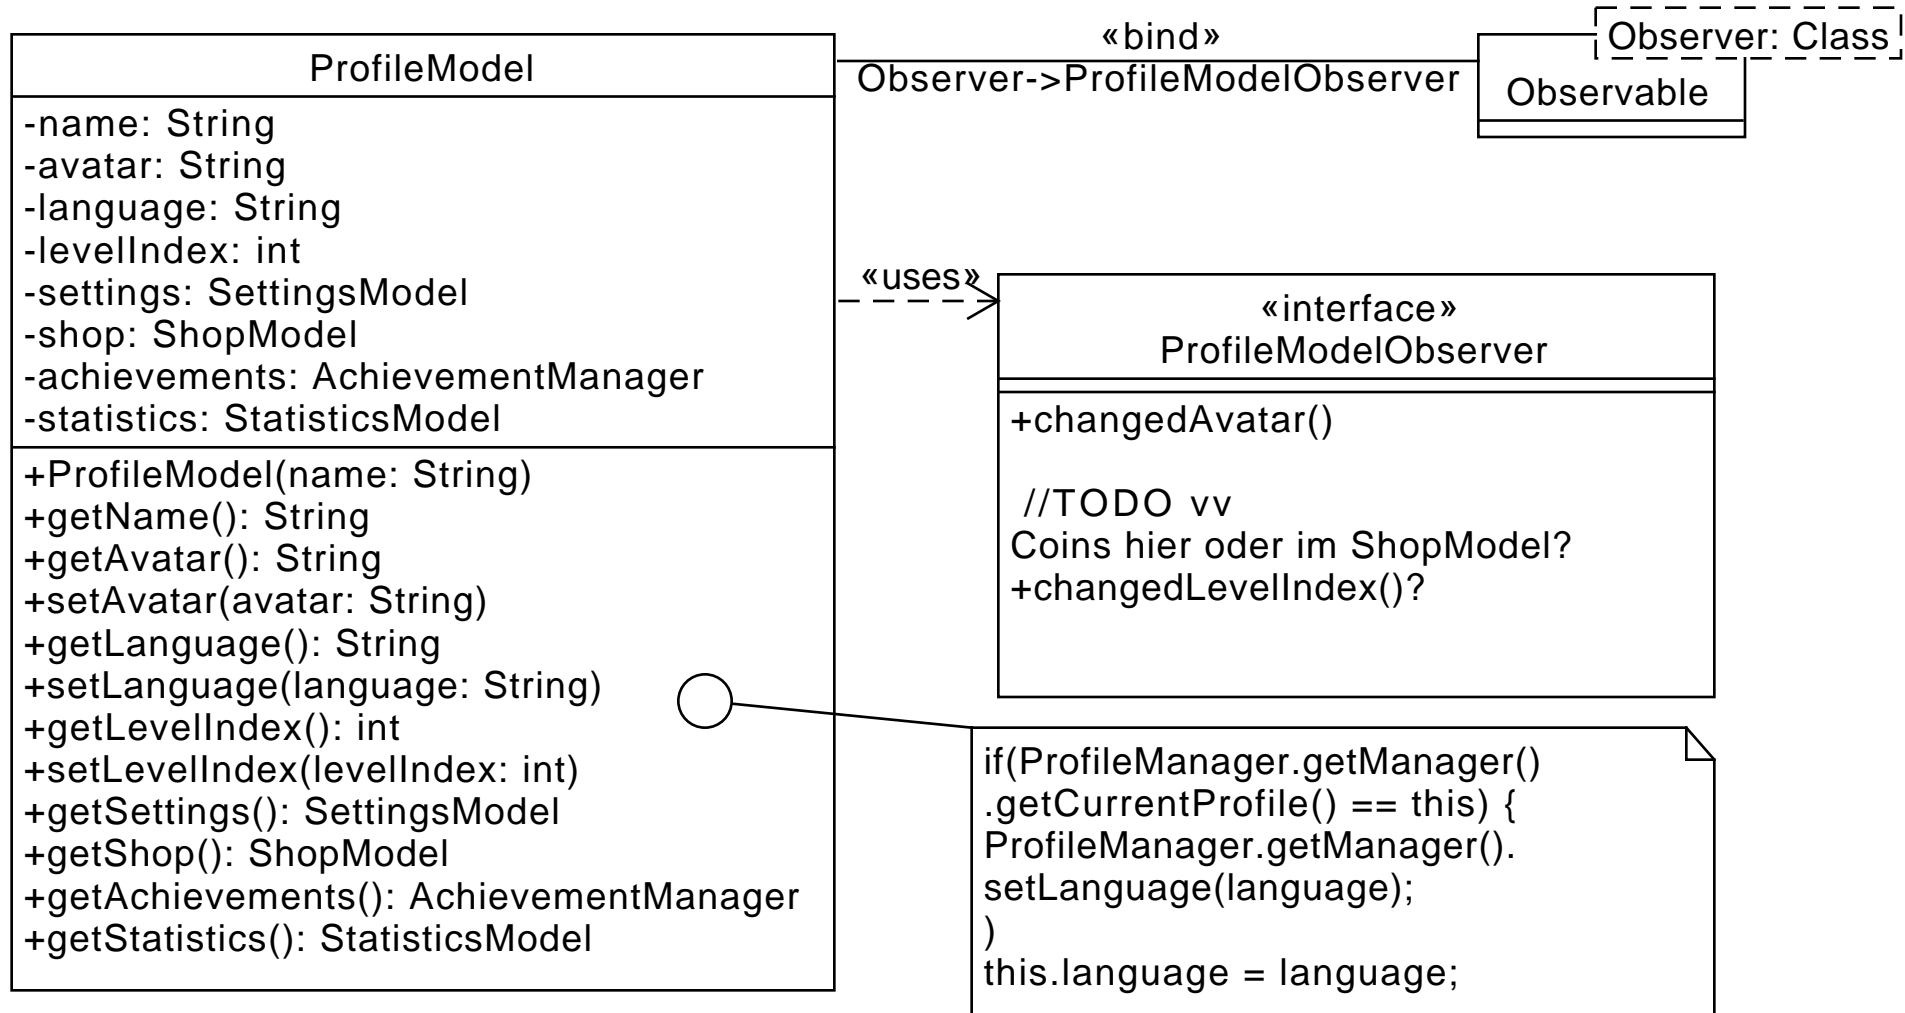 ProfileModel
-name: String
-avatar: String
-language: String
-levelIndex: int
-settings: SettingsModel
-shop: ShopModel
-achievements: AchievementManager
-statistics: StatisticsModel
+ProfileModel(name: String)
+getName(): String
+getAvatar(): String
+setAvatar(avatar: String)
+getLanguage(): String
+setLanguage(language: String)
+getLevelIndex(): int
+setLevelIndex(levelIndex: int)
+getSettings(): SettingsModel
+getShop(): ShopModel
+getAchievements(): AchievementManager
+getStatistics(): StatisticsModel
«bind»
Observer->ProfileModelObserver
Observer: Class
Observable
«uses»
«interface»
ProfileModelObserver
+changedAvatar()
//TODO vv
Coins hier oder im ShopModel?
+changedLevelIndex()?
if(ProfileManager.getManager()
.getCurrentProfile() == this) {
ProfileManager.getManager().
setLanguage(language);
)
this.language = language;